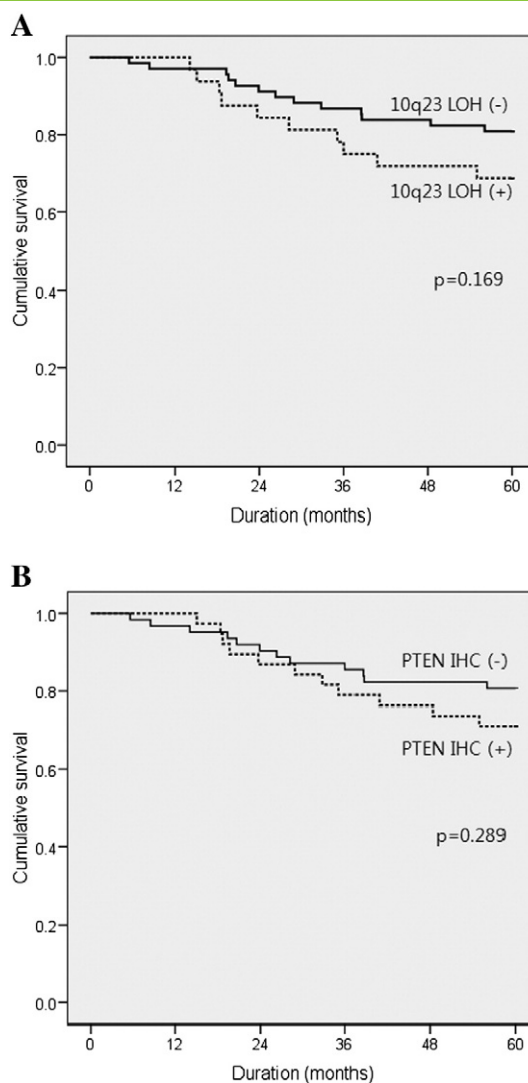 A
1.0
0.8
0.6
0.4
0.2
0.0
Cumulative survival
10q23 LOH (-)
10q23 LOH (+)
p=0.169
0 12 24 36 48 60
Duration (months)
B
1.0
0.8
0.6
0.4
0.2
0.0
Cumulative survival
PTEN IHC (-)
PTEN IHC (+)
p=0.289
0 12 24 36 48 60
Duration (months)